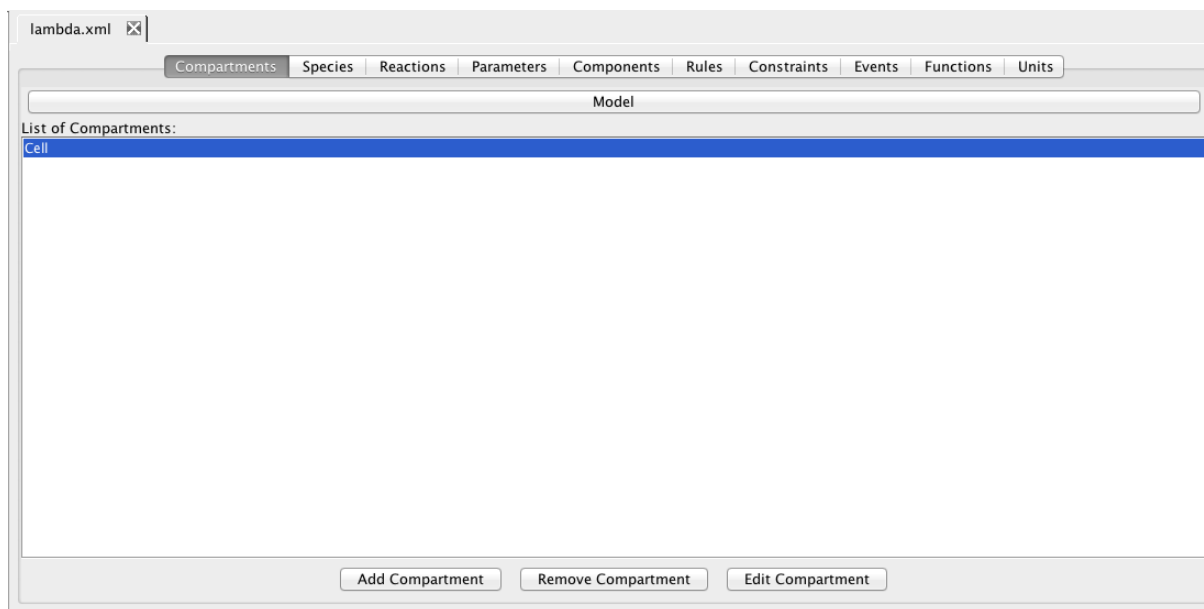 lambda.xml
Compartments Species Reactions Parameters Components Rules Constraints Events Functions Units
Model
List of Compartments:
Cell
Add Compartment Remove Compartment Edit Compartment